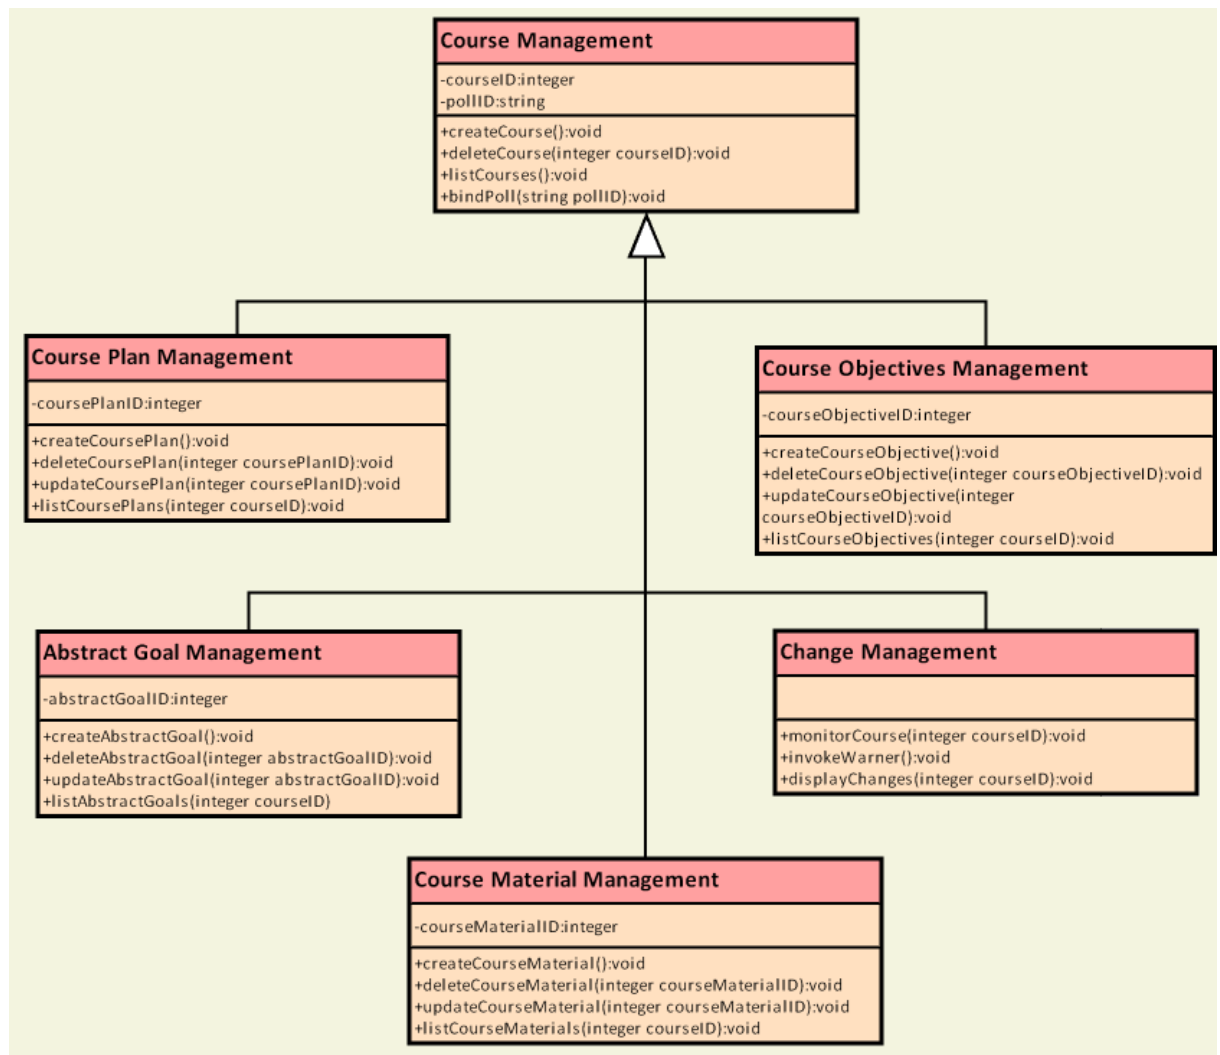 Course Management
-courseID:integer
-pollID:string
+createCourse():void
+deleteCourse(integer courseID):void
+listCourses():void
+bindPoll(string pollID):void
Course Plan Management
-coursePlanID:integer
+createCoursePlan():void
+deleteCoursePlan(integer coursePlanID):void
+updateCoursePlan(integer coursePlanID):void
+listCoursePlans(integer courseID):void
Course Objectives Management
-courseObjectiveID:integer
+createCourseObjective():void
+deleteCourseObjective(integer courseObjectiveID):void
+updateCourseObjective(integer
courseObjectiveID):void
+listCourseObjectives(integer courseID):void
Abstract Goal Management
-abstractGoalID:integer
+createAbstractGoal():void
+deleteAbstractGoal(integer abstractGoalID):void
+updateAbstractGoal(integer abstractGoalID):void
+listAbstractGoals(integer courseID)
Change Management
+monitorCourse(integer courseID):void
+invokeWarner():void
+displayChanges(integer courseID):void
Course Material Management
-courseMaterialID:integer
+createCourseMaterial():void
+deleteCourseMaterial(integer courseMaterialID):void
+updateCourseMaterial(integer courseMaterialID):void
+listCourseMaterials(integer courseID):void